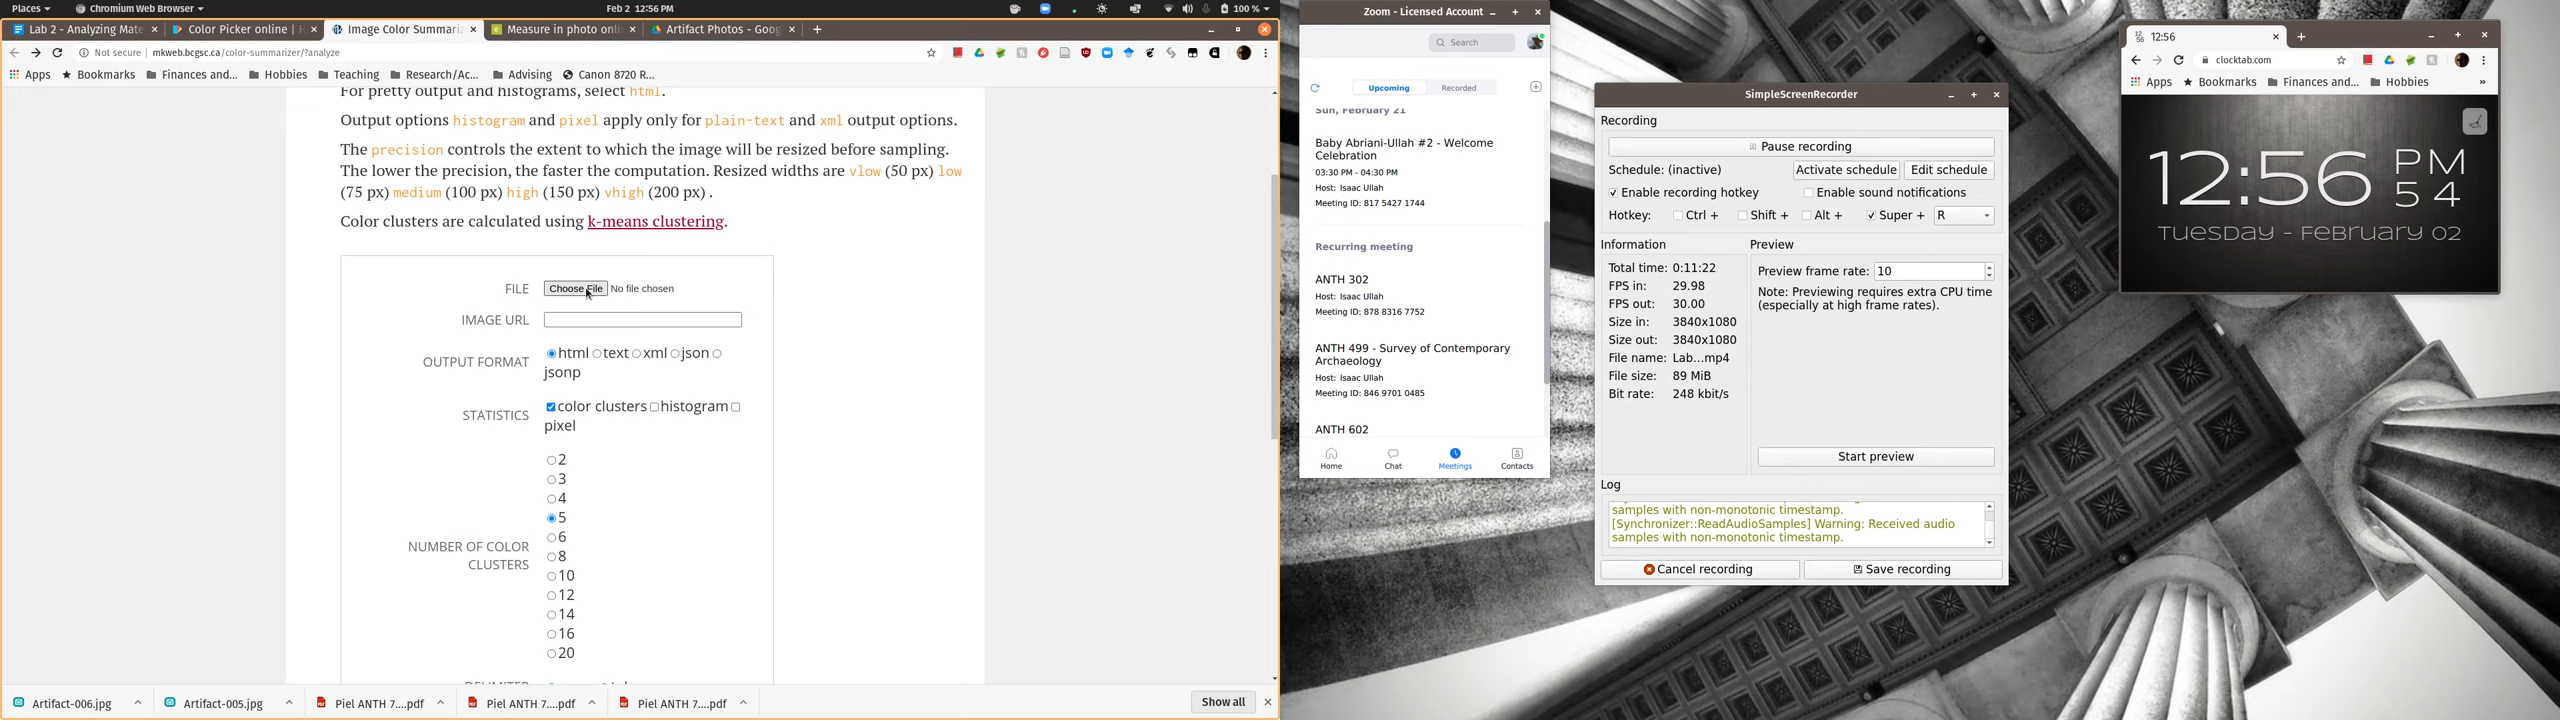 Places
Chromium Web Browser
Feb 2 12:56 PM
100 %
Lab 2 - Analyzing Mate
Color Picker online | H
Image Color Summariz
Measure in photo onlin
Artifact Photos - Goog
Not secure | mkweb.bcgsc.ca/color-summarizer/?analyze
Apps
Bookmarks
Finances and...
Hobbies
Teaching
Research/Ac...
Advising
Canon 8720 R...
For pretty output and histograms, select html.
Output options histogram and pixel apply only for plain-text and xml output options.
The precision controls the extent to which the image will be resized before sampling.
The lower the precision, the faster the computation. Resized widths are vlow (50 px) low
(75 px) medium (100 px) high (150 px) vhigh (200 px) .
Color clusters are calculated using k-means clustering.
FILE
Choose File No file chosen
IMAGE URL
OUTPUT FORMAT
html text xml json
jsonp
STATISTICS
color clusters histogram
pixel
NUMBER OF COLOR
CLUSTERS
2
3
4
5
6
8
10
12
14
16
20
Artifact-006.jpg
Artifact-005.jpg
Piel ANTH 7....pdf
Piel ANTH 7....pdf
Piel ANTH 7....pdf
Show all
Zoom - Licensed Account
Search
Upcoming
Recorded
Sun, February 21
Baby Abriani-Ullah #2 - Welcome
Celebration
03:30 PM - 04:30 PM
Host: Isaac Ullah
Meeting ID: 817 5427 1744
Recurring meeting
ANTH 302
Host: Isaac Ullah
Meeting ID: 878 8316 7752
ANTH 499 - Survey of Contemporary
Archaeology
Host: Isaac Ullah
Meeting ID: 846 9701 0485
ANTH 602
Home
Chat
Meetings
Contacts
SimpleScreenRecorder
Recording
Pause recording
Schedule: (inactive)
Activate schedule
Edit schedule
Enable recording hotkey
Enable sound notifications
Hotkey: Ctrl + Shift + Alt + Super + R
Information
Total time: 0:11:22
FPS in: 29.98
FPS out: 30.00
Size in: 3840x1080
Size out: 3840x1080
File name: Lab...mp4
File size: 89 MiB
Bit rate: 248 kbit/s
Preview
Preview frame rate: 10
Note: Previewing requires extra CPU time
(especially at high frame rates).
Start preview
Log
samples with non-monotonic timestamp.
[Synchronizer::ReadAudioSamples] Warning: Received audio
samples with non-monotonic timestamp.
Cancel recording
Save recording
12:56
clocktab.com
Apps
Bookmarks
Finances and...
Hobbies
»
12:56 PM
54
Tuesday - February 02